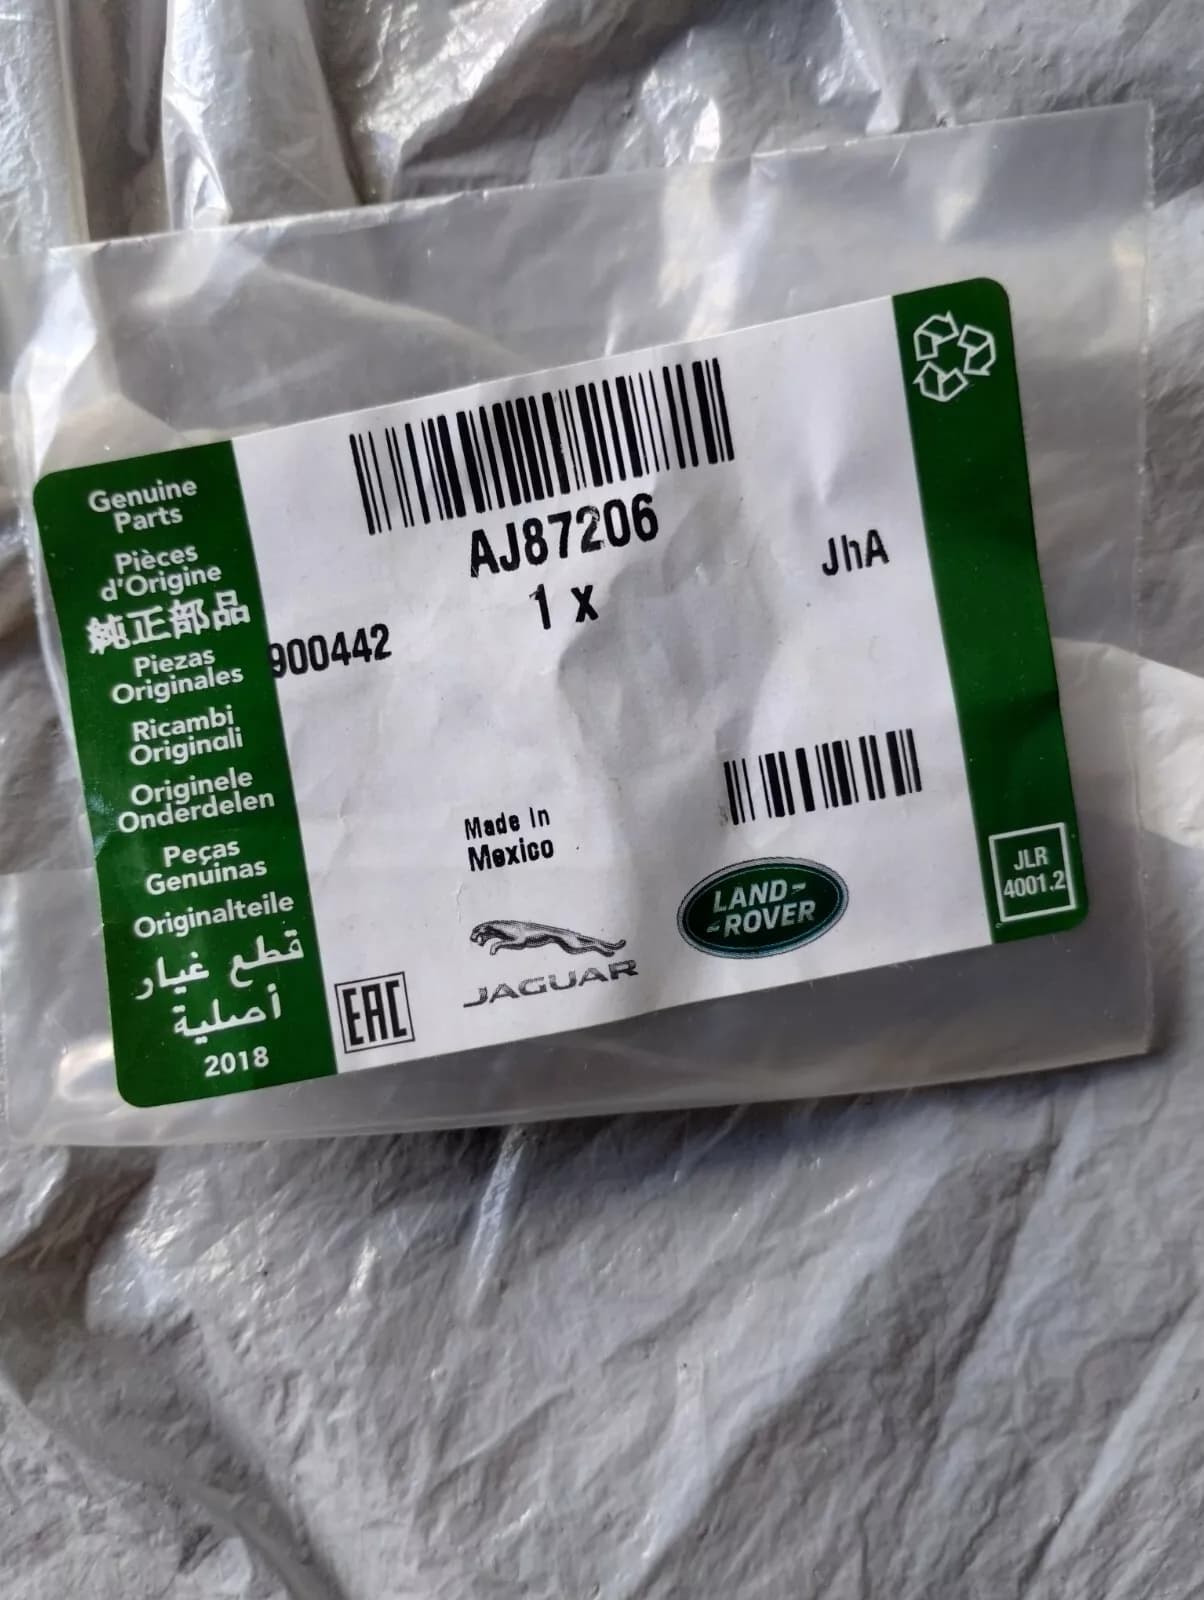 Genuine
Parts
Pièces
d'Origine
純正部品
Piezas
Originales
Ricambi
Originali
Originele
Onderdelen
Peças
Genuinas
Originalteile
قطع غيار
أصلية
2018
AJ87206
1 x
JhA
900442
Made In
Mexico
EAC
JAGUAR
LAND-
-ROVER
JLR
4001.2